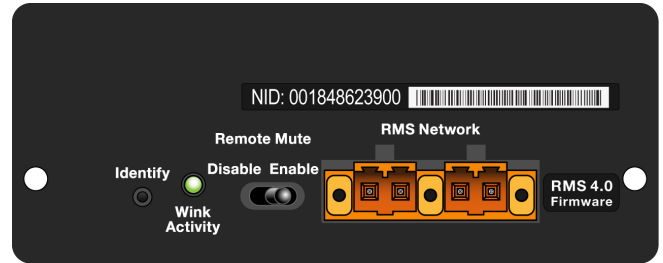 NID: 001848623900
Remote Mute
RMS Network
Identify
Disable Enable
Wink
Activity
RMS 4.0
Firmware